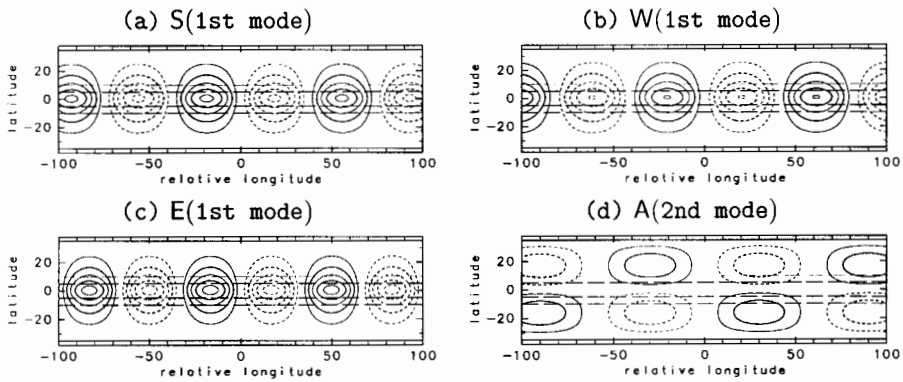 (a) S(1st mode)
latitude
20
0
-20
-100 -50 0 50 100
relative longitude
(b) W(1st mode)
latitude
20
0
-20
-100 -50 0 50 100
relative longitude
(c) E(1st mode)
latitude
20
0
-20
-100 -50 0 50 100
relative longitude
(d) A(2nd mode)
latitude
20
0
-20
-100 -50 0 50 100
relative longitude